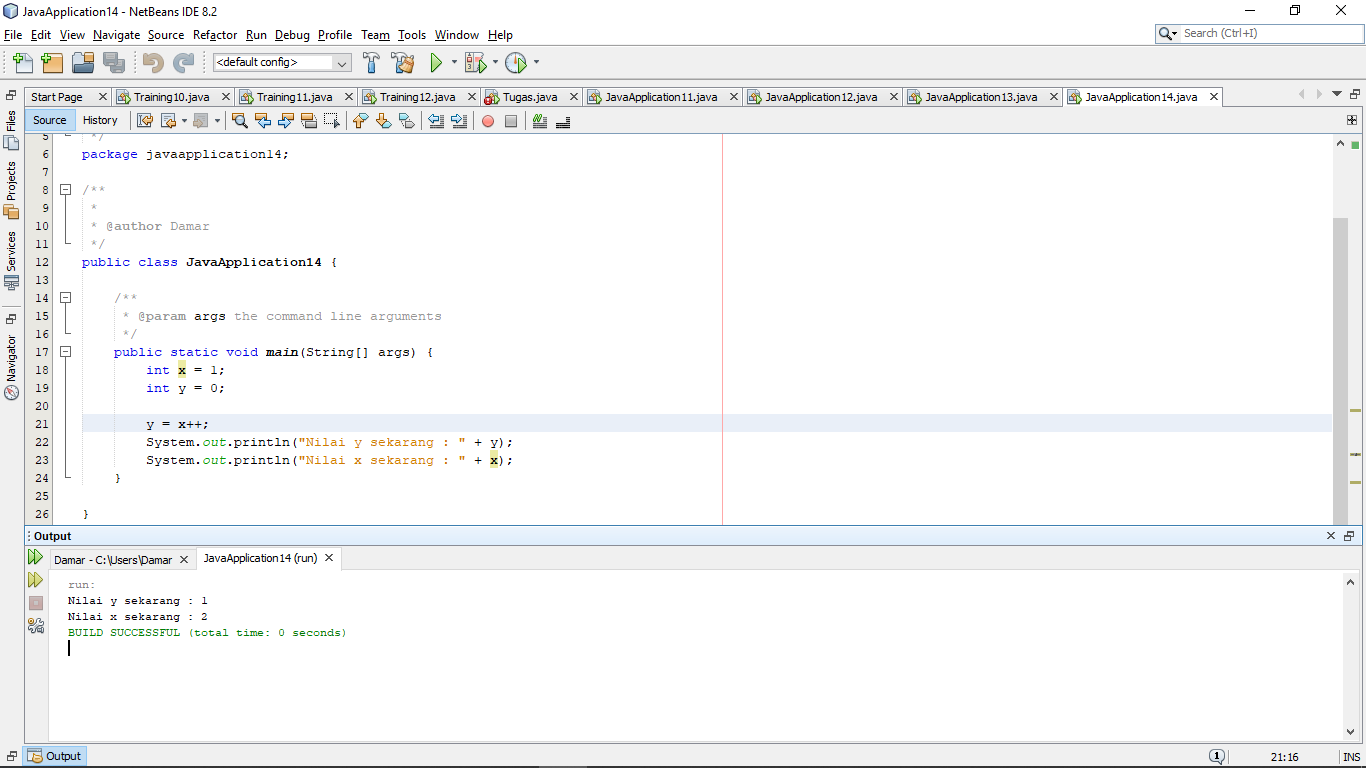 JavaApplication14 - NetBeans IDE 8.2
File Edit View Navigate Source Refactor Run Debug Profile Team Tools Window Help
Search (Ctrl+I)
<default config>
Start Page Training10.java Training11.java Training12.java Tugas.java JavaApplication11.java JavaApplication12.java JavaApplication13.java JavaApplication14.java
Source History
Files
Projects
Services
Navigator
5 */
6 package javaapplication14;
7
8 /**
9 *
10 * @author Damar
11 */
12 public class JavaApplication14 {
13
14 /**
15 * @param args the command line arguments
16 */
17 public static void main(String[] args) {
18 int x = 1;
19 int y = 0;
20
21 y = x++;
22 System.out.println("Nilai y sekarang : " + y);
23 System.out.println("Nilai x sekarang : " + x);
24 }
25
26 }
Output
Damar - C:\Users\Damar JavaApplication14 (run)
run:
Nilai y sekarang : 1
Nilai x sekarang : 2
BUILD SUCCESSFUL (total time: 0 seconds)
Output
1 21:16 INS